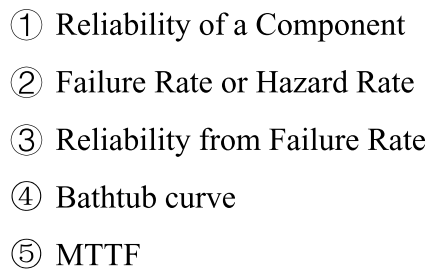 ① Reliability of a Component
② Failure Rate or Hazard Rate
③ Reliability from Failure Rate
④ Bathtub curve
⑤ MTTF